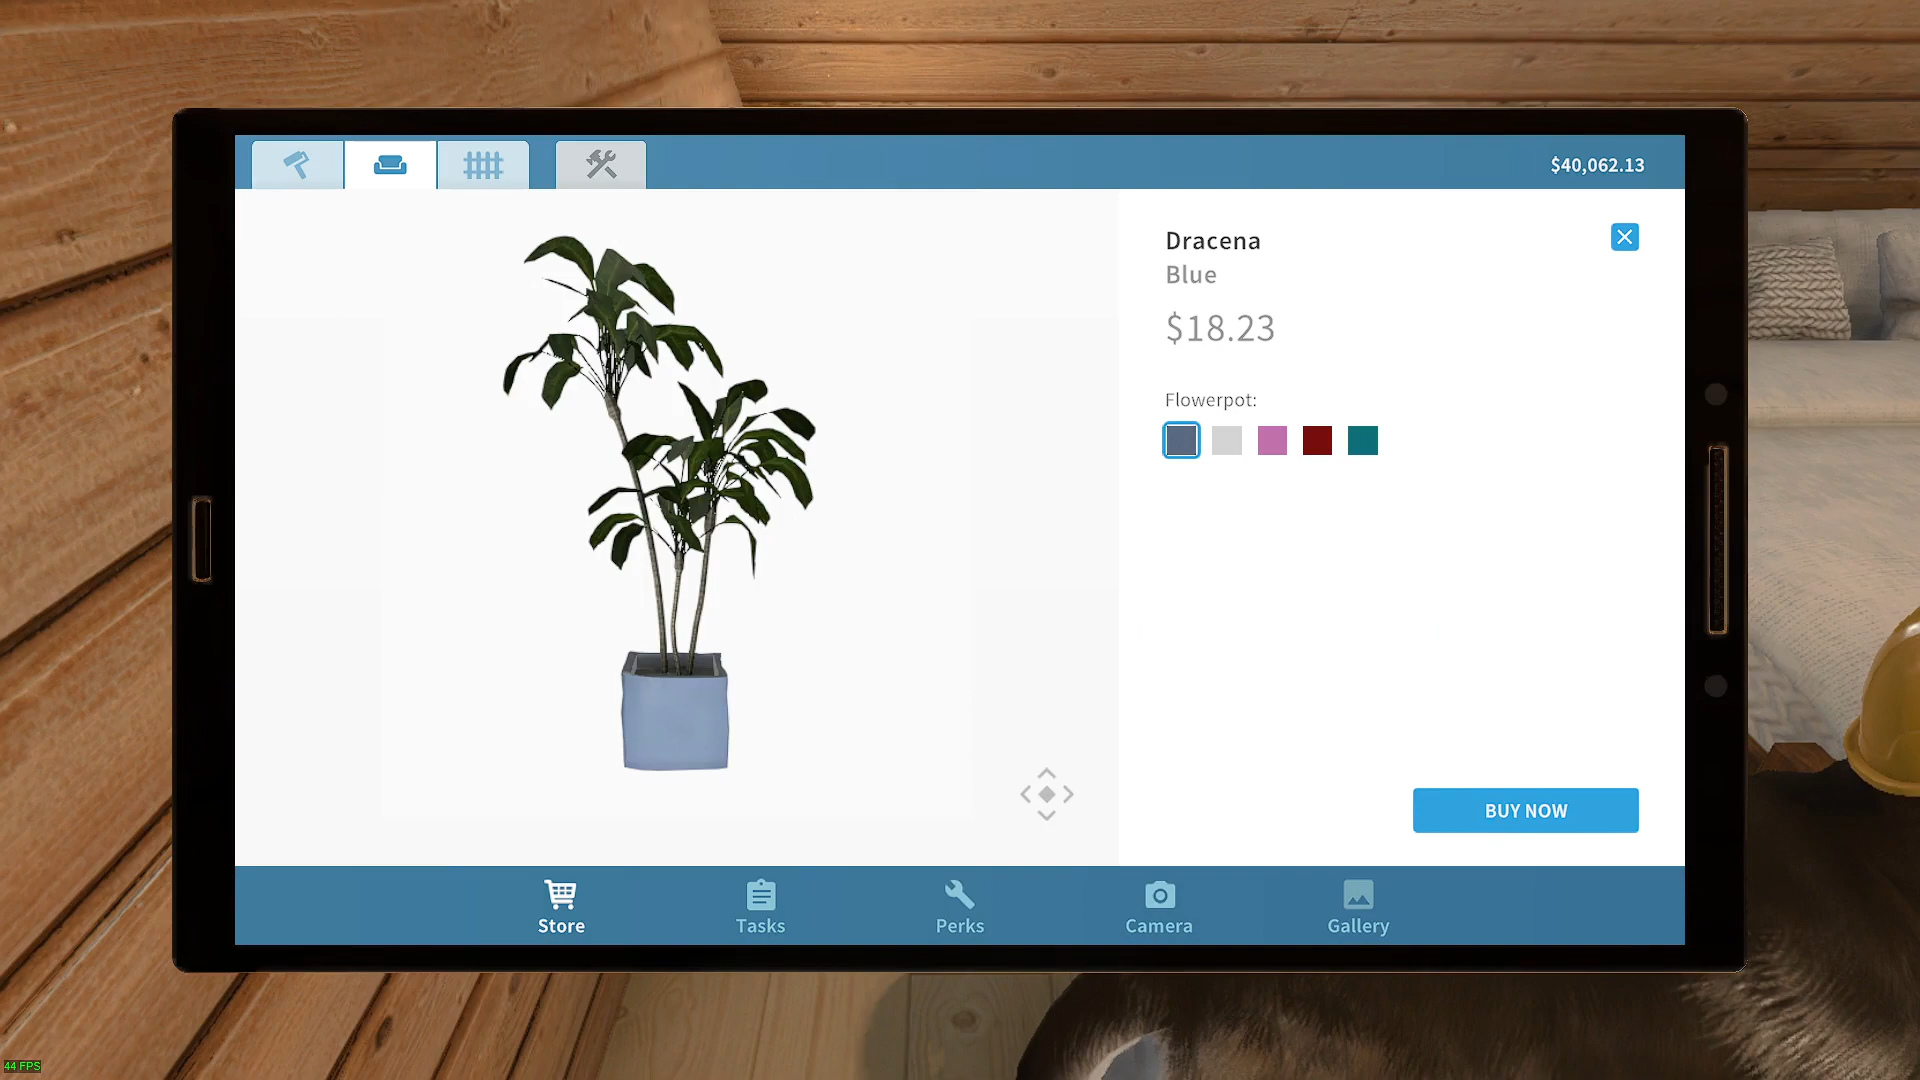 $40,062.13
Dracena
Blue
$18.23
Flowerpot:
BUY NOW
Store
Tasks
Perks
Camera
Gallery
44 FPS